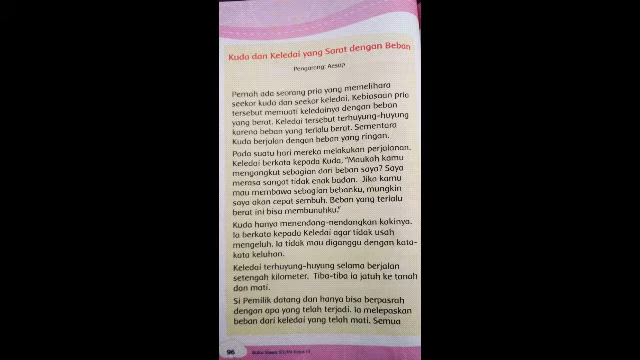 Kuda dan Keledai yang Sarat dengan Beban
Pengarang: Aesop
Pernah ada seorang pria yang memelihara
seekor kuda dan seekor keledai. Kebiasaan pria
tersebut memuati keledainya dengan beban
yang berat. Keledai tersebut terhuyung-huyung
karena beban yang terlalu berat. Sementara
Kuda berjalan dengan beban yang ringan.
Pada suatu hari mereka melakukan perjalanan.
Keledai berkata kepada Kuda, "Maukah kamu
mengangkut sebagian dari beban saya? Saya
merasa sangat tidak enak badan. Jika kamu
mau membawa sebagian bebanku, mungkin
saya akan cepat sembuh. Beban yang terlalu
berat ini bisa membunuhku."
Kuda hanya menendang-nendangkan kakinya.
Ia berkata kepada Keledai agar tidak usah
mengeluh. Ia tidak mau diganggu dengan kata-
kata keluhan.
Keledai terhuyung-huyung selama berjalan
setengah kilometer. Tiba-tiba ia jatuh ke tanah
dan mati.
Si Pemilik datang dan hanya bisa berpasrah
dengan apa yang telah terjadi. Ia melepaskan
beban dari keledai yang telah mati. Semua
96
Buku Siswa SD/MI Kelas III